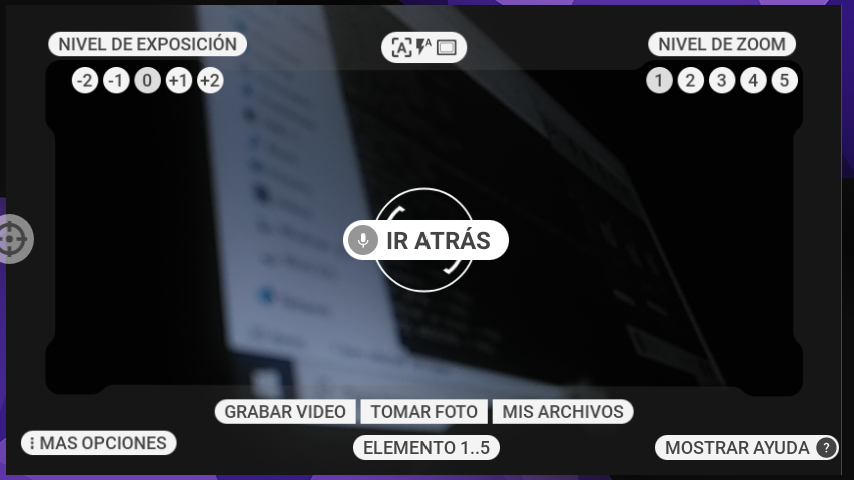 NIVEL DE EXPOSICIÓN
A
A
NIVEL DE ZOOM
-2 -1 0 +1 +2
1 2 3 4 5
IR ATRÁS
GRABAR VIDEO TOMAR FOTO MIS ARCHIVOS
MAS OPCIONES
ELEMENTO 1..5
MOSTRAR AYUDA ?